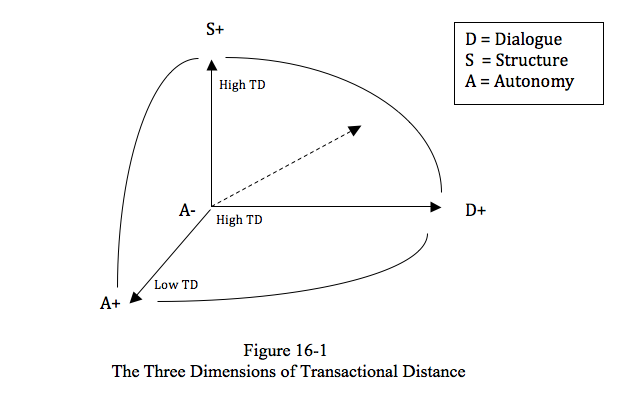 S+
D = Dialogue
S = Structure
A = Autonomy
High TD
A-
High TD
D+
Low TD
A+
Figure 16-1
The Three Dimensions of Transactional Distance